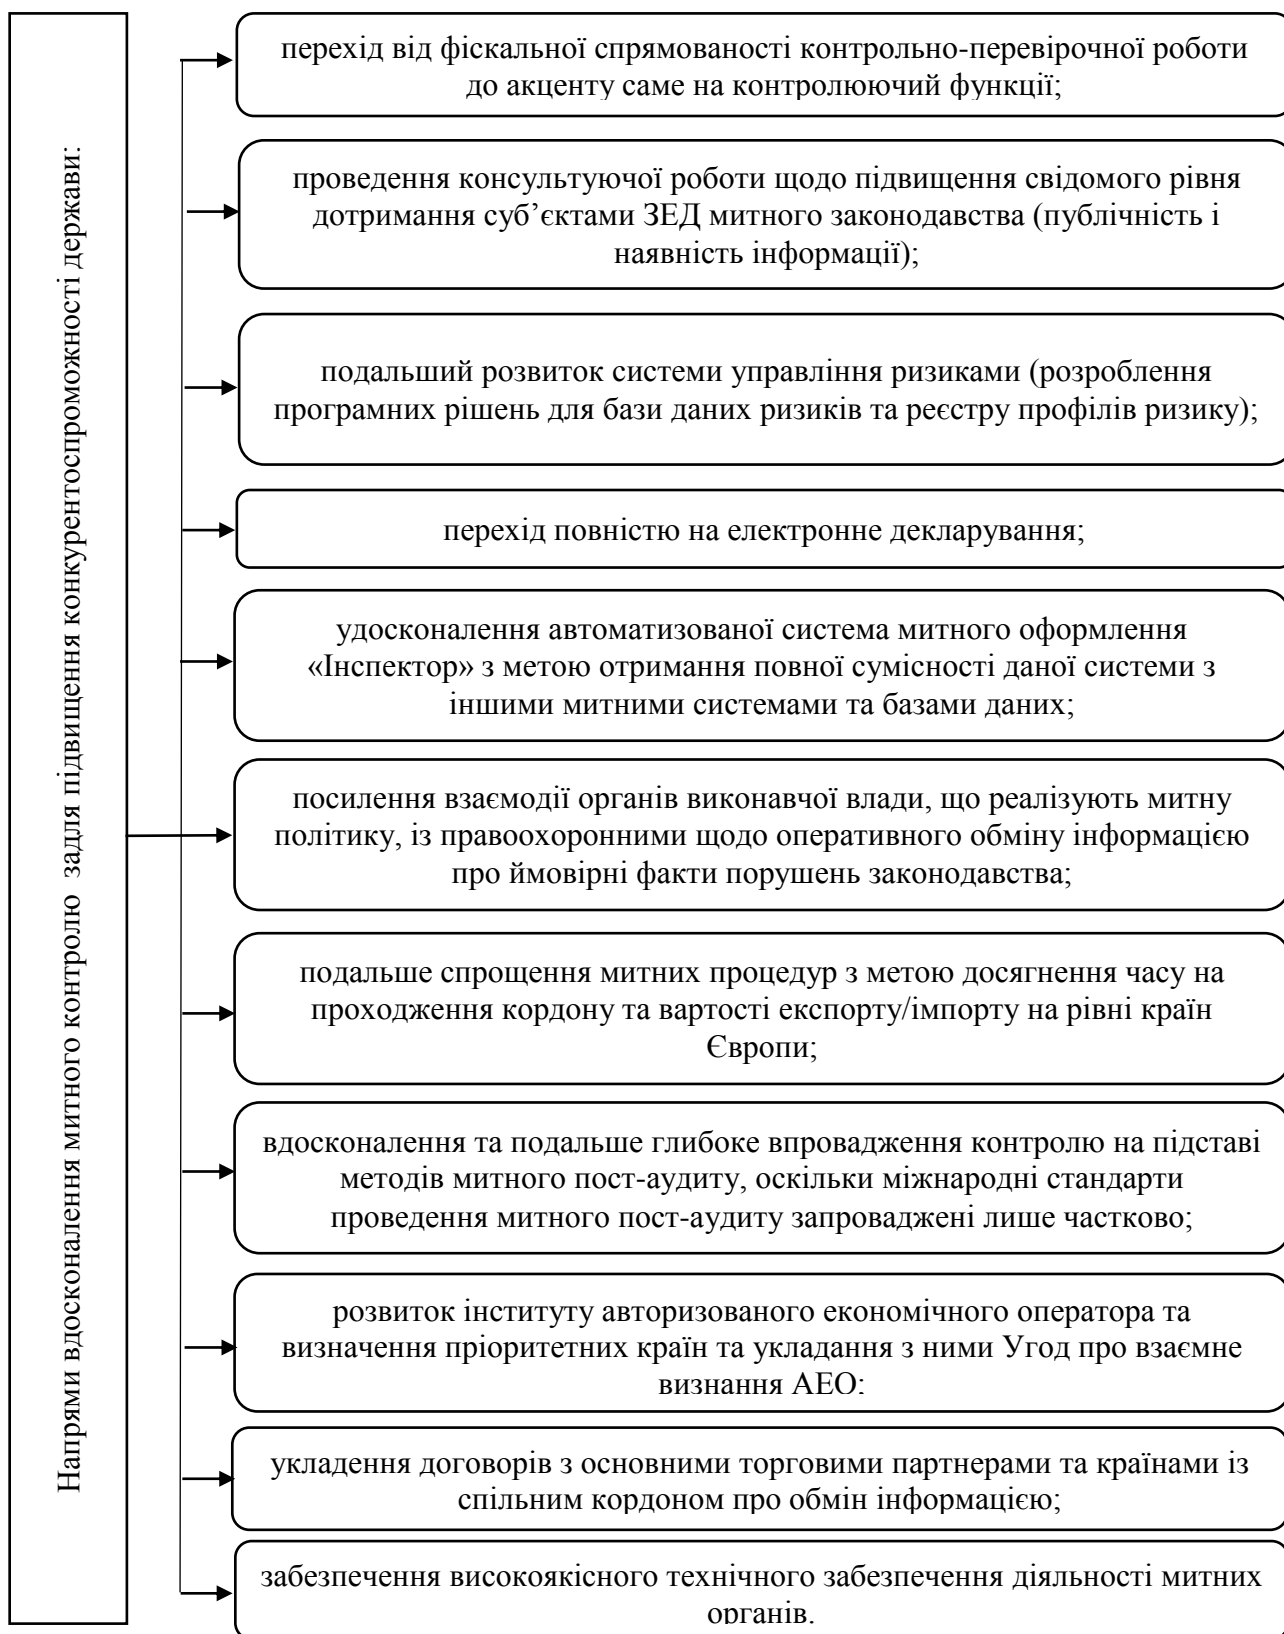 Напрями вдосконалення митного контролю задля підвищення конкурентоспроможності держави:
перехід від фіскальної спрямованості контрольно-перевірочної роботи
до акценту саме на контролюючий функції;
проведення консультуючої роботи щодо підвищення свідомого рівня
дотримання суб’єктами ЗЕД митного законодавства (публічність і
наявність інформації);
подальший розвиток системи управління ризиками (розроблення
програмних рішень для бази даних ризиків та реєстру профілів ризику);
перехід повністю на електронне декларування;
удосконалення автоматизованої система митного оформлення
«Інспектор» з метою отримання повної сумісності даної системи з
іншими митними системами та базами даних;
посилення взаємодії органів виконавчої влади, що реалізують митну
політику, із правоохоронними щодо оперативного обміну інформацією
про ймовірні факти порушень законодавства;
подальше спрощення митних процедур з метою досягнення часу на
проходження кордону та вартості експорту/імпорту на рівні країн
Європи;
вдосконалення та подальше глибоке впровадження контролю на підставі
методів митного пост-аудиту, оскільки міжнародні стандарти
проведення митного пост-аудиту запроваджені лише частково;
розвиток інституту авторизованого економічного оператора та
визначення пріоритетних країн та укладання з ними Угод про взаємне
визнання АЕО;
укладення договорів з основними торговими партнерами та країнами із
спільним кордоном про обмін інформацією;
забезпечення високоякісного технічного забезпечення діяльності митних
органів.